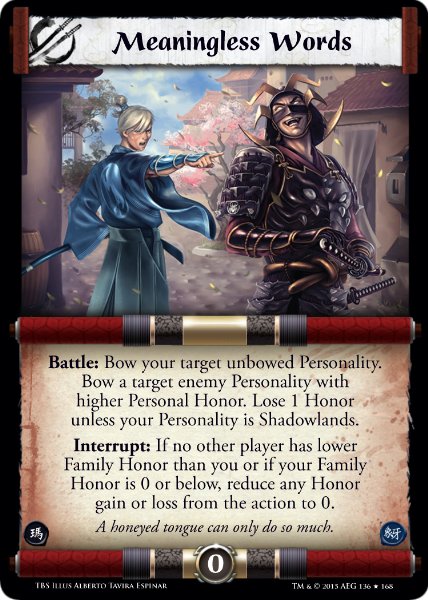 Meaningless Words
Battle: Bow your target unbowed Personality.
Bow a target enemy Personality with
higher Personal Honor. Lose 1 Honor
unless your Personality is Shadowlands.
Interrupt: If no other player has lower
Family Honor than you or if your Family
Honor is 0 or below, reduce any Honor
gain or loss from the action to 0.
A honeyed tongue can only do so much.
瑪
象牙
0
TBS ILLUS ALBERTO TAVIRA ESPINAR
TM & © 2015 AEG 136 ★ 168